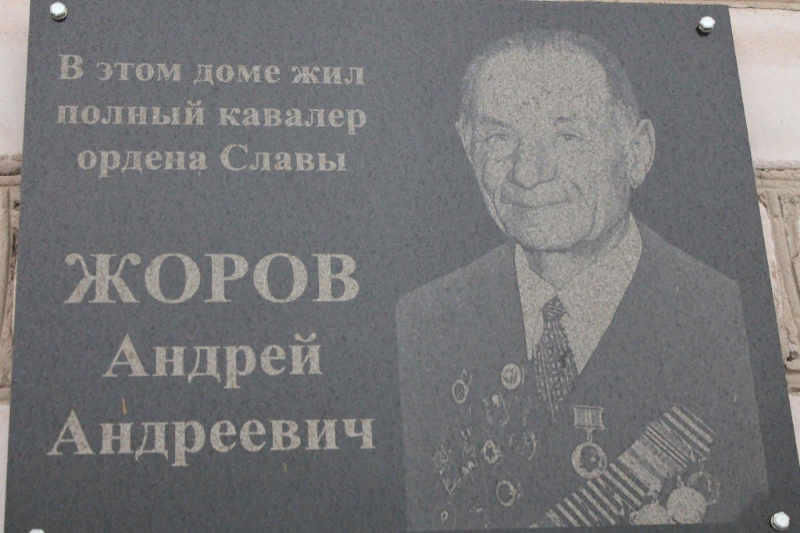 В этом доме жил
полный кавалер
ордена Славы
ЖОРОВ
Андрей
Андреевич